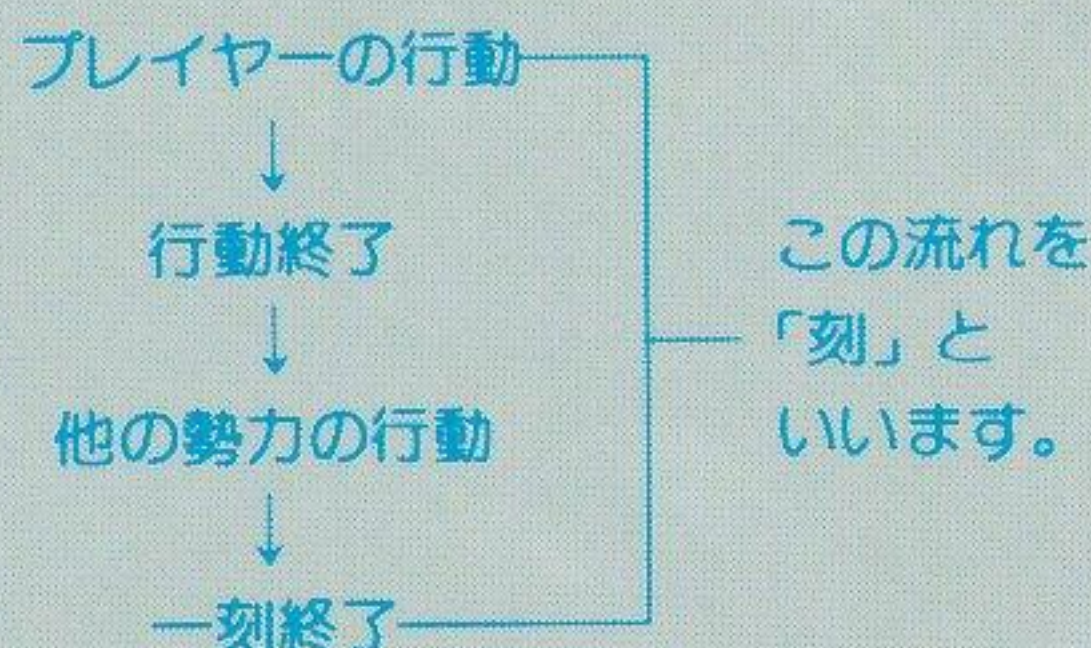 プレイヤーの行動
↓
行動終了
↓
他の勢力の行動
↓
一刻終了
この流れを
「刻」と
いいます。